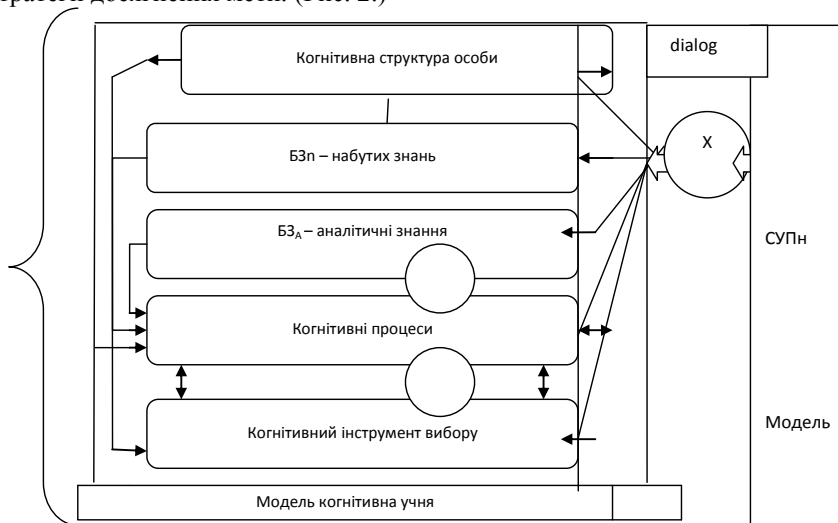 Когнітивна структура особи
dialog
X
БЗп – набутих знань
БЗА – аналітичні знання
СУПн
Когнітивні процеси
Когнітивний інструмент вибору
Модель
Модель когнітивна учня